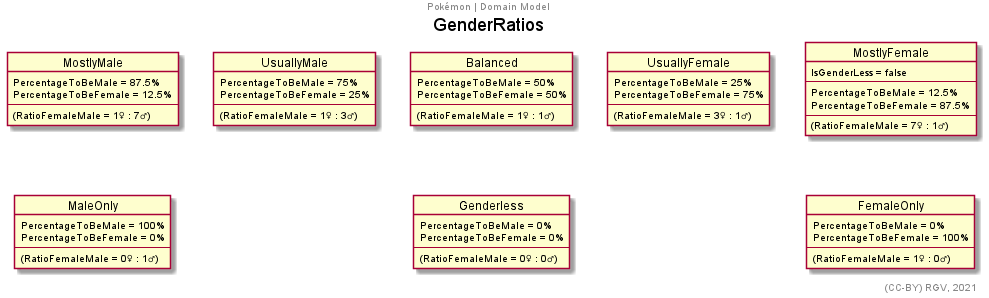 Pokémon | Domain Model
GenderRatios
MostlyMale
PercentageToBeMale = 87.5%
PercentageToBeFemale = 12.5%
(RatioFemaleMale = 1♀ : 7♂)
UsuallyMale
PercentageToBeMale = 75%
PercentageToBeFemale = 25%
(RatioFemaleMale = 1♀ : 3♂)
Balanced
PercentageToBeMale = 50%
PercentageToBeFemale = 50%
(RatioFemaleMale = 1♀ : 1♂)
UsuallyFemale
PercentageToBeMale = 25%
PercentageToBeFemale = 75%
(RatioFemaleMale = 3♀ : 1♂)
MostlyFemale
IsGenderLess = false
PercentageToBeMale = 12.5%
PercentageToBeFemale = 87.5%
(RatioFemaleMale = 7♀ : 1♂)
MaleOnly
PercentageToBeMale = 100%
PercentageToBeFemale = 0%
(RatioFemaleMale = 0♀ : 1♂)
Genderless
PercentageToBeMale = 0%
PercentageToBeFemale = 0%
(RatioFemaleMale = 0♀ : 0♂)
FemaleOnly
PercentageToBeMale = 0%
PercentageToBeFemale = 100%
(RatioFemaleMale = 1♀ : 0♂)
(CC-BY) RGV, 2021